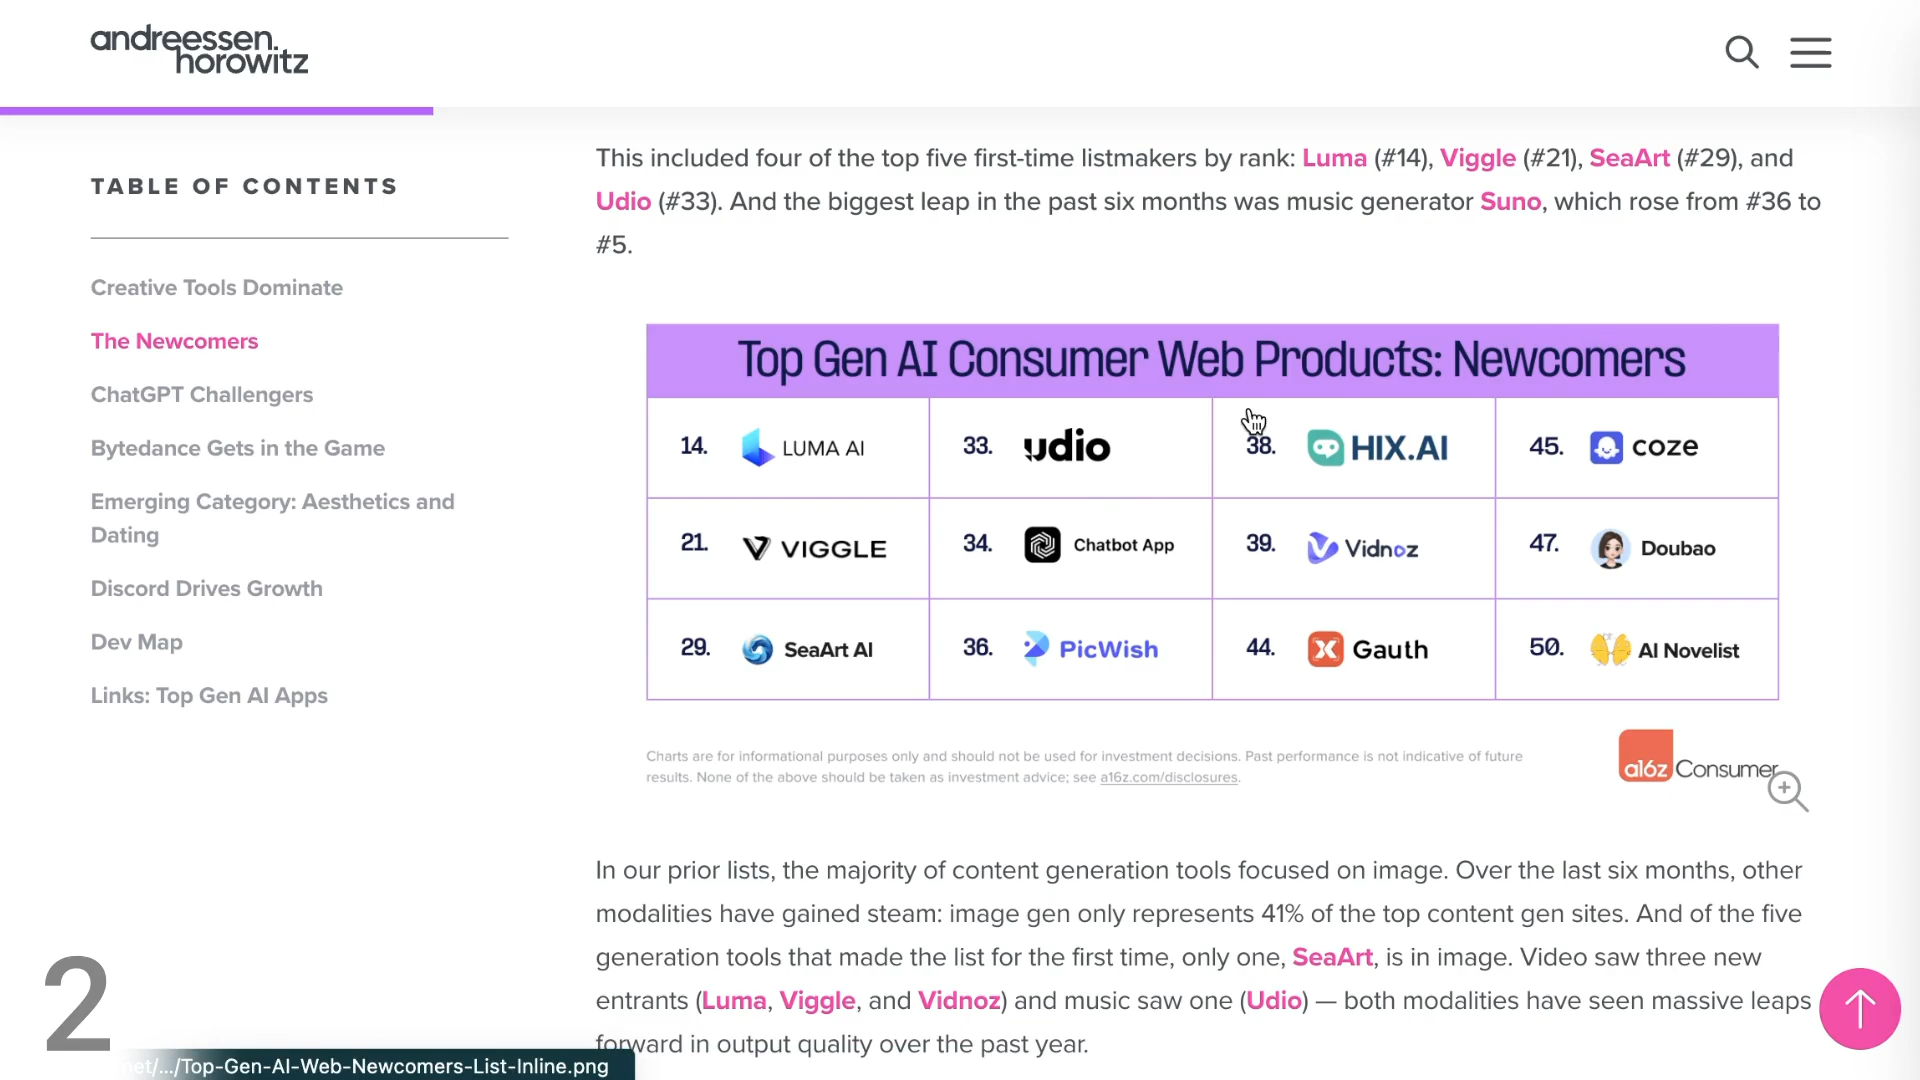 andreessen.
horowitz
TABLE OF CONTENTS
Creative Tools Dominate
The Newcomers
ChatGPT Challengers
Bytedance Gets in the Game
Emerging Category: Aesthetics and
Dating
Discord Drives Growth
Dev Map
Links: Top Gen AI Apps
This included four of the top five first-time listmakers by rank: Luma (#14), Viggle (#21), SeaArt (#29), and
Udio (#33). And the biggest leap in the past six months was music generator Suno, which rose from #36 to
#5.
Top Gen AI Consumer Web Products: Newcomers
14. LUMA AI 33. udio 38. HIX.AI 45. coze
21. VIGGLE 34. Chatbot App 39. Vidnoz 47. Doubao
29. SeaArt AI 36. PicWish 44. Gauth 50. AI Novelist
Charts are for informational purposes only and should not be used for investment decisions. Past performance is not indicative of future
results. None of the above should be taken as investment advice; see a16z.com/disclosures.
a16z Consumer
In our prior lists, the majority of content generation tools focused on image. Over the last six months, other
modalities have gained steam: image gen only represents 41% of the top content gen sites. And of the five
generation tools that made the list for the first time, only one, SeaArt, is in image. Video saw three new
entrants (Luma, Viggle, and Vidnoz) and music saw one (Udio) — both modalities have seen massive leaps
forward in output quality over the past year.
2
net/.../Top-Gen-AI-Web-Newcomers-List-Inline.png